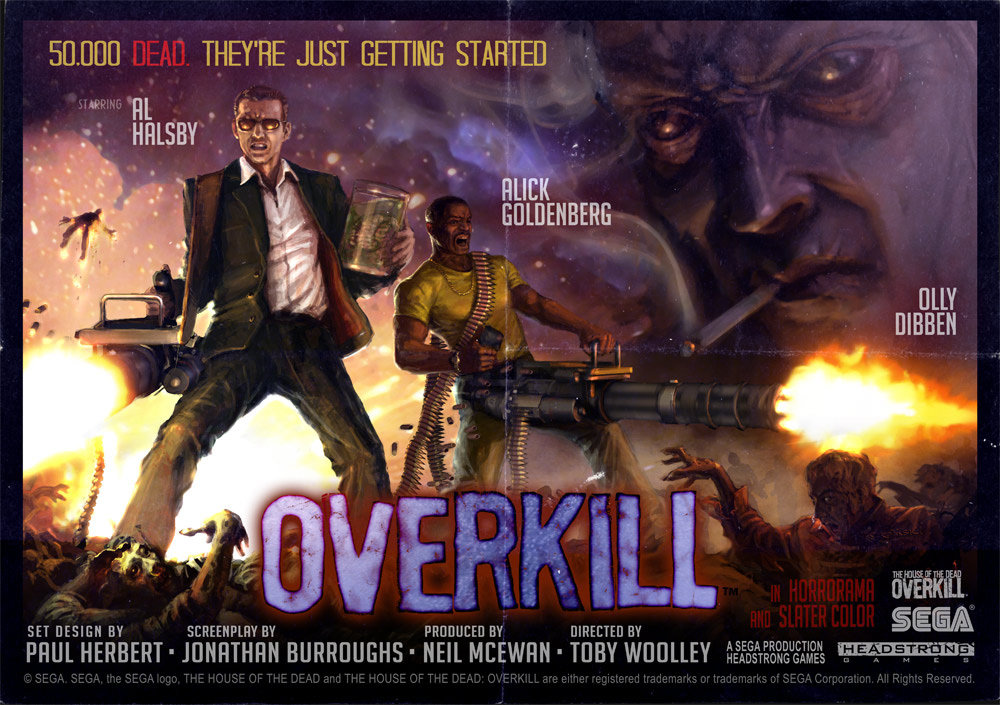 50.000 DEAD. THEY'RE JUST GETTING STARTED
STARRING AL
HALSBY
ALICK
GOLDENBERG
OLLY
DIBBEN
OVERKILL™
IN HORRORAMA
AND SLATER COLOR
THE HOUSE OF THE DEAD
OVERKILL
SEGA®
SET DESIGN BY
PAUL HERBERT •
SCREENPLAY BY
JONATHAN BURROUGHS •
PRODUCED BY
NEIL MCEWAN •
DIRECTED BY
TOBY WOOLLEY
A SEGA PRODUCTION
HEADSTRONG GAMES
HEADSTRONG
GAMES
© SEGA. SEGA, the SEGA logo, THE HOUSE OF THE DEAD and THE HOUSE OF THE DEAD: OVERKILL are either registered trademarks or trademarks of SEGA Corporation. All Rights Reserved.